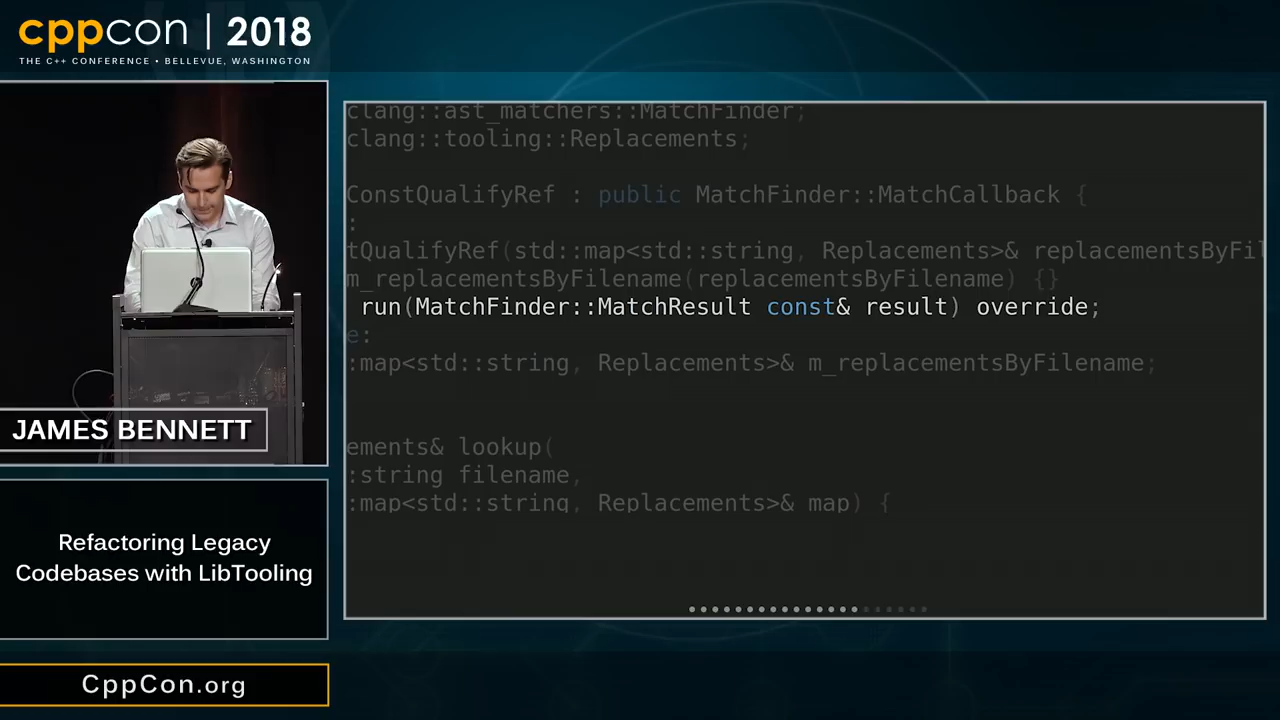 cppcon | 2018
THE C++ CONFERENCE • BELLEVUE, WASHINGTON
clang::ast_matchers::MatchFinder;
clang::tooling::Replacements;
ConstQualifyRef : public MatchFinder::MatchCallback {
:
tQualifyRef(std::map<std::string, Replacements>& replacementsByFil
m_replacementsByFilename(replacementsByFilename) {}
run(MatchFinder::MatchResult const& result) override;
e:
:map<std::string, Replacements>& m_replacementsByFilename;
ements& lookup(
:string filename,
:map<std::string, Replacements>& map) {
JAMES BENNETT
Refactoring Legacy
Codebases with LibTooling
CppCon.org